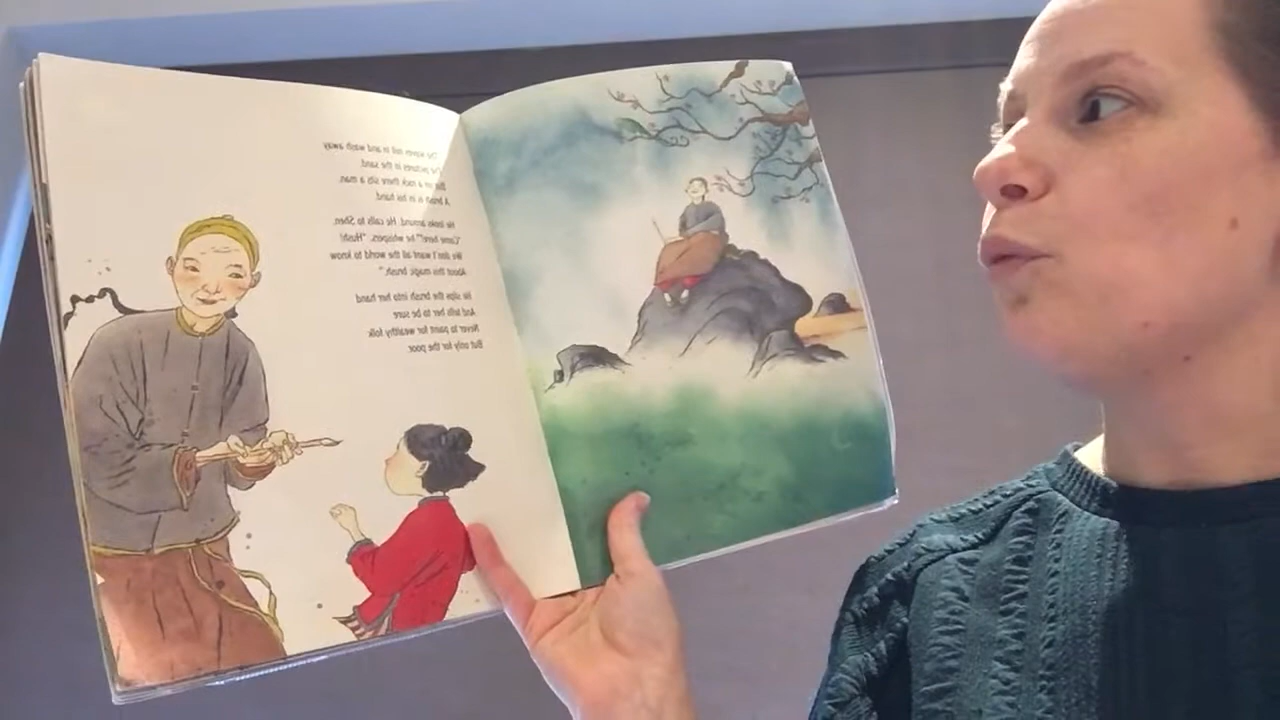 The waves roll in and wash away
The pictures in the sand.
But on a rock there sits a man,
A brush in his hand.
He looks around. He calls to Shen.
"Come here!" he whispers. "Hush!
We don't want all the world to know
About this magic brush."
He slips the brush into her hand
And tells her to be sure
Never to paint for wealthy folk
But only for the poor.